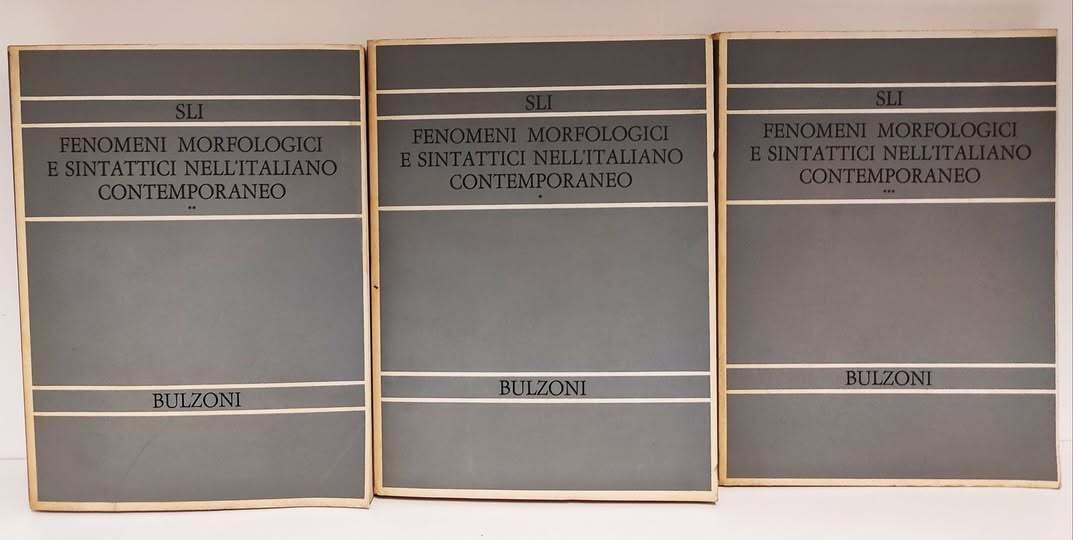 SLI
FENOMENI MORFOLOGICI
E SINTATTICI NELL'ITALIANO
CONTEMPORANEO
**
BULZONI
SLI
FENOMENI MORFOLOGICI
E SINTATTICI NELL'ITALIANO
CONTEMPORANEO
*
BULZONI
SLI
FENOMENI MORFOLOGICI
E SINTATTICI NELL'ITALIANO
CONTEMPORANEO
***
BULZONI